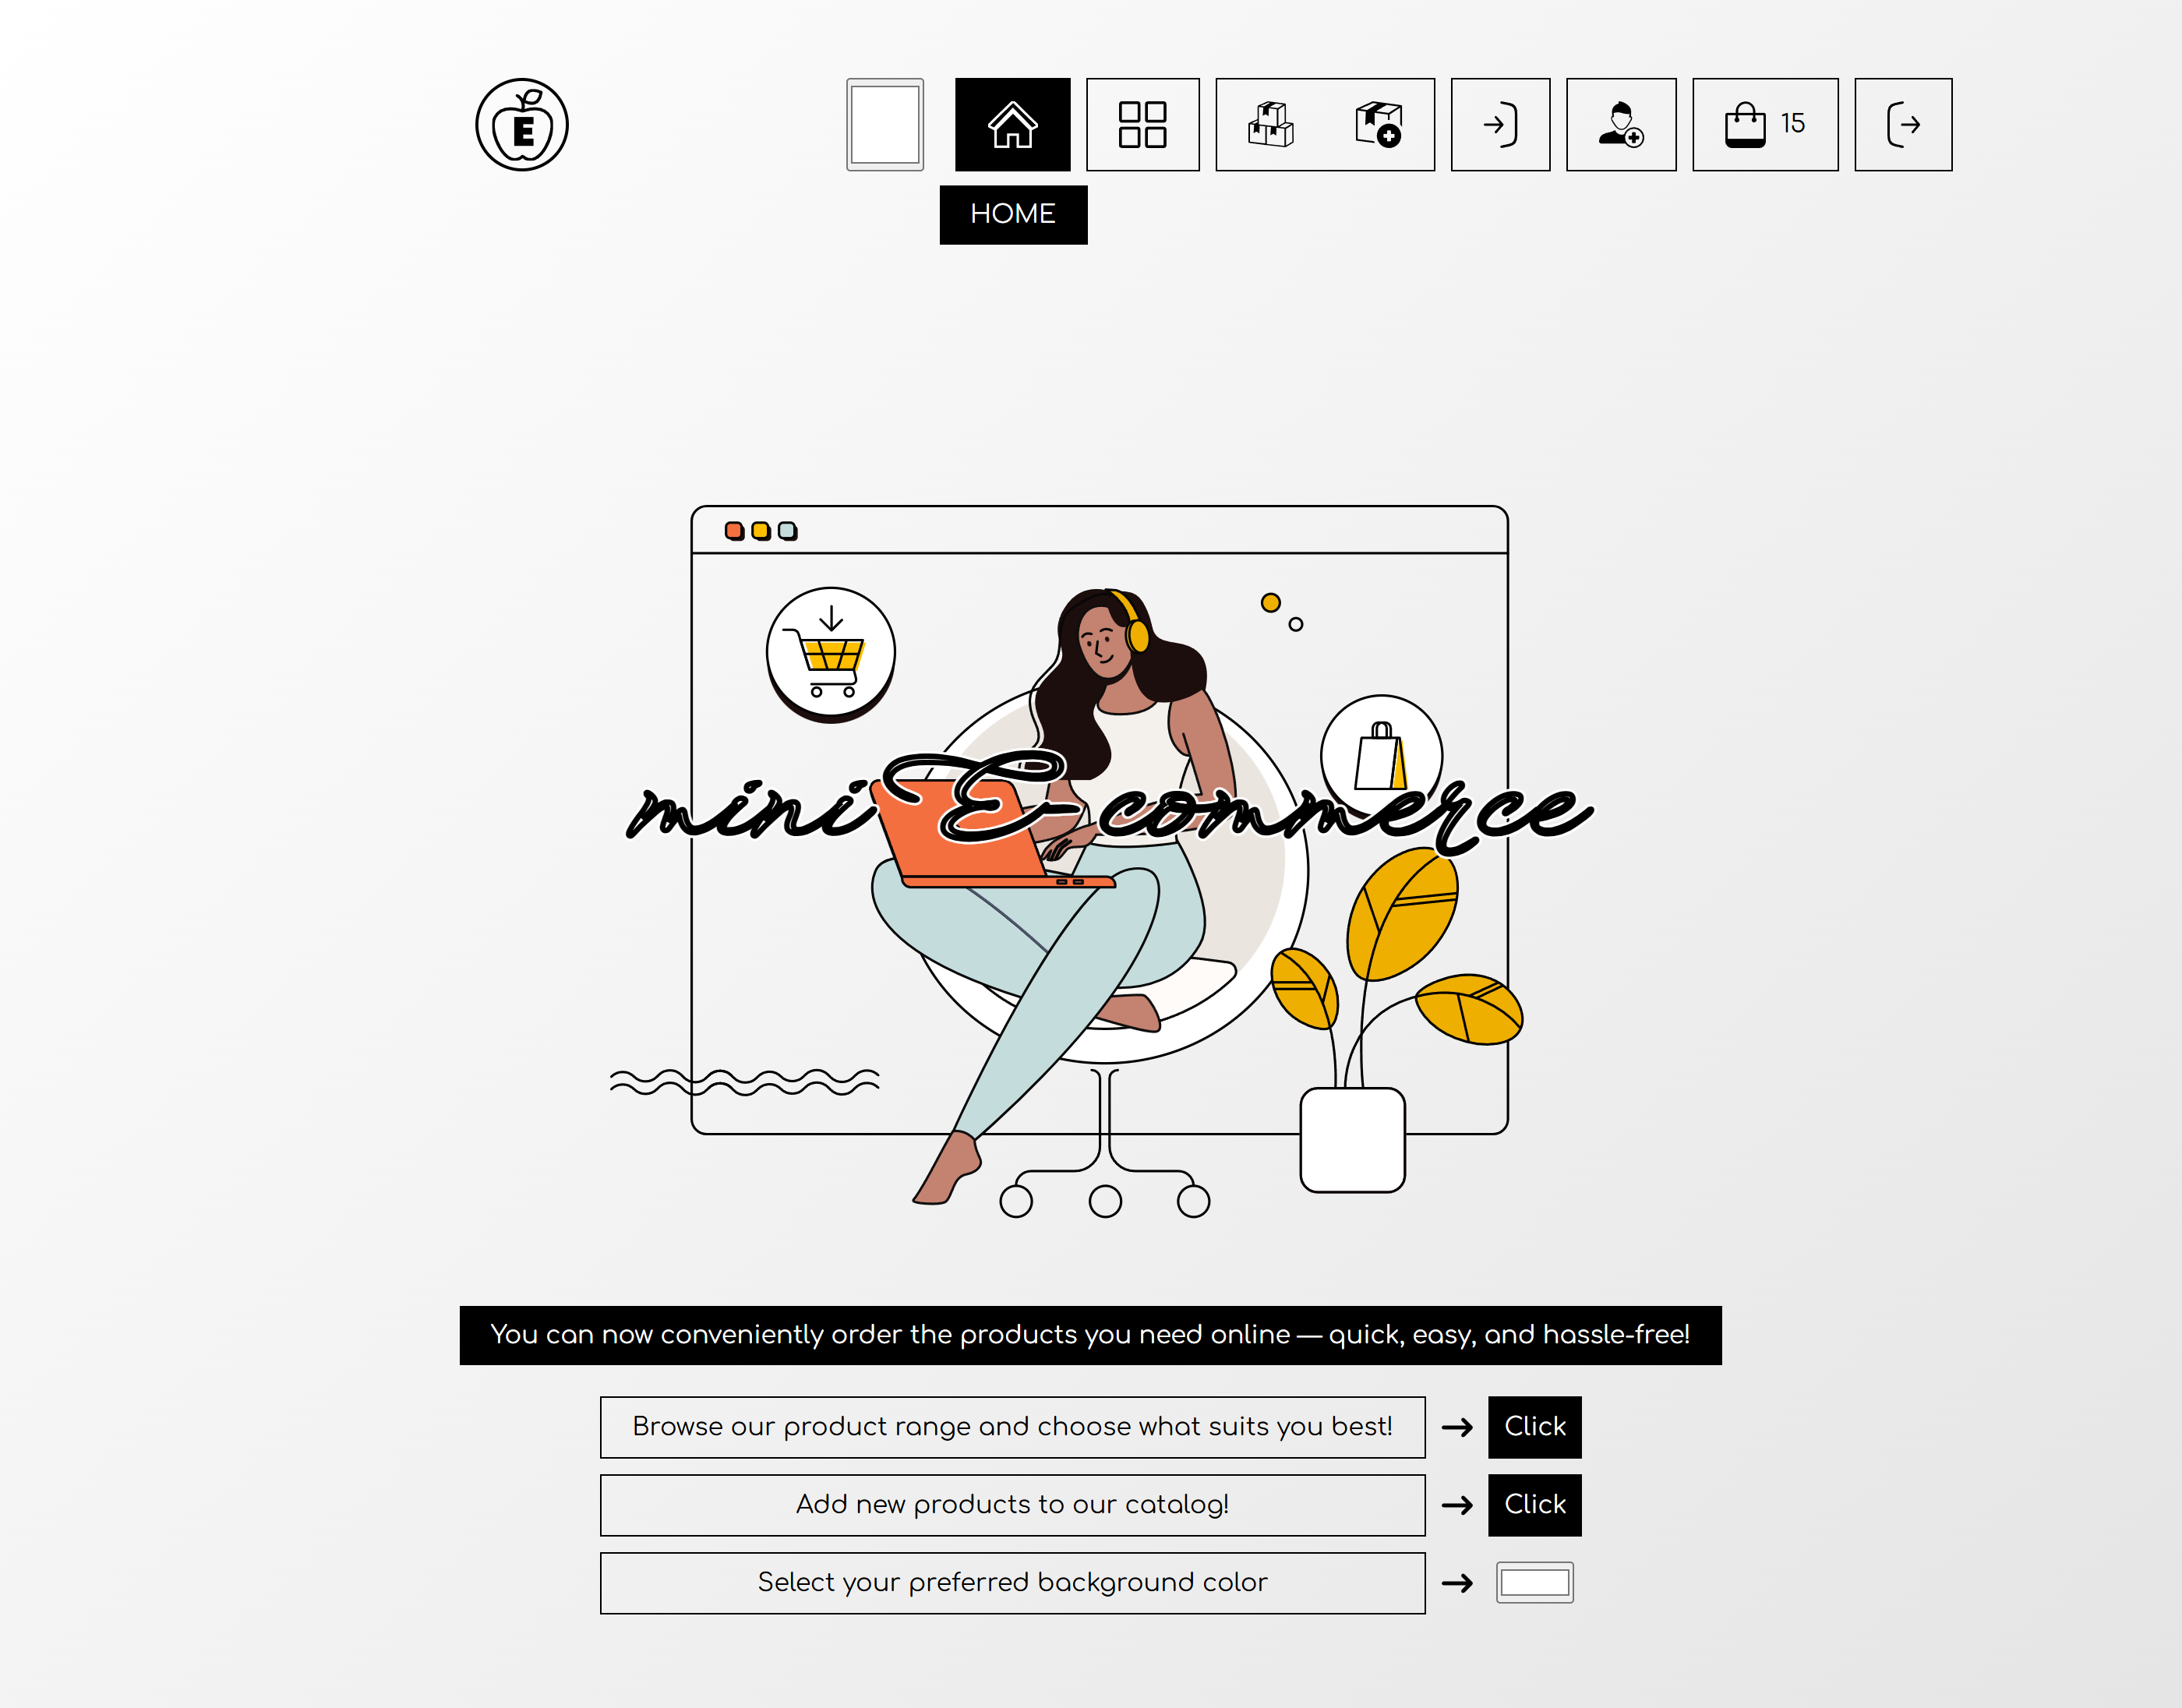 E
15
HOME
mini E-commerce
You can now conveniently order the products you need online — quick, easy, and hassle-free!
Browse our product range and choose what suits you best!
Click
Add new products to our catalog!
Click
Select your preferred background color